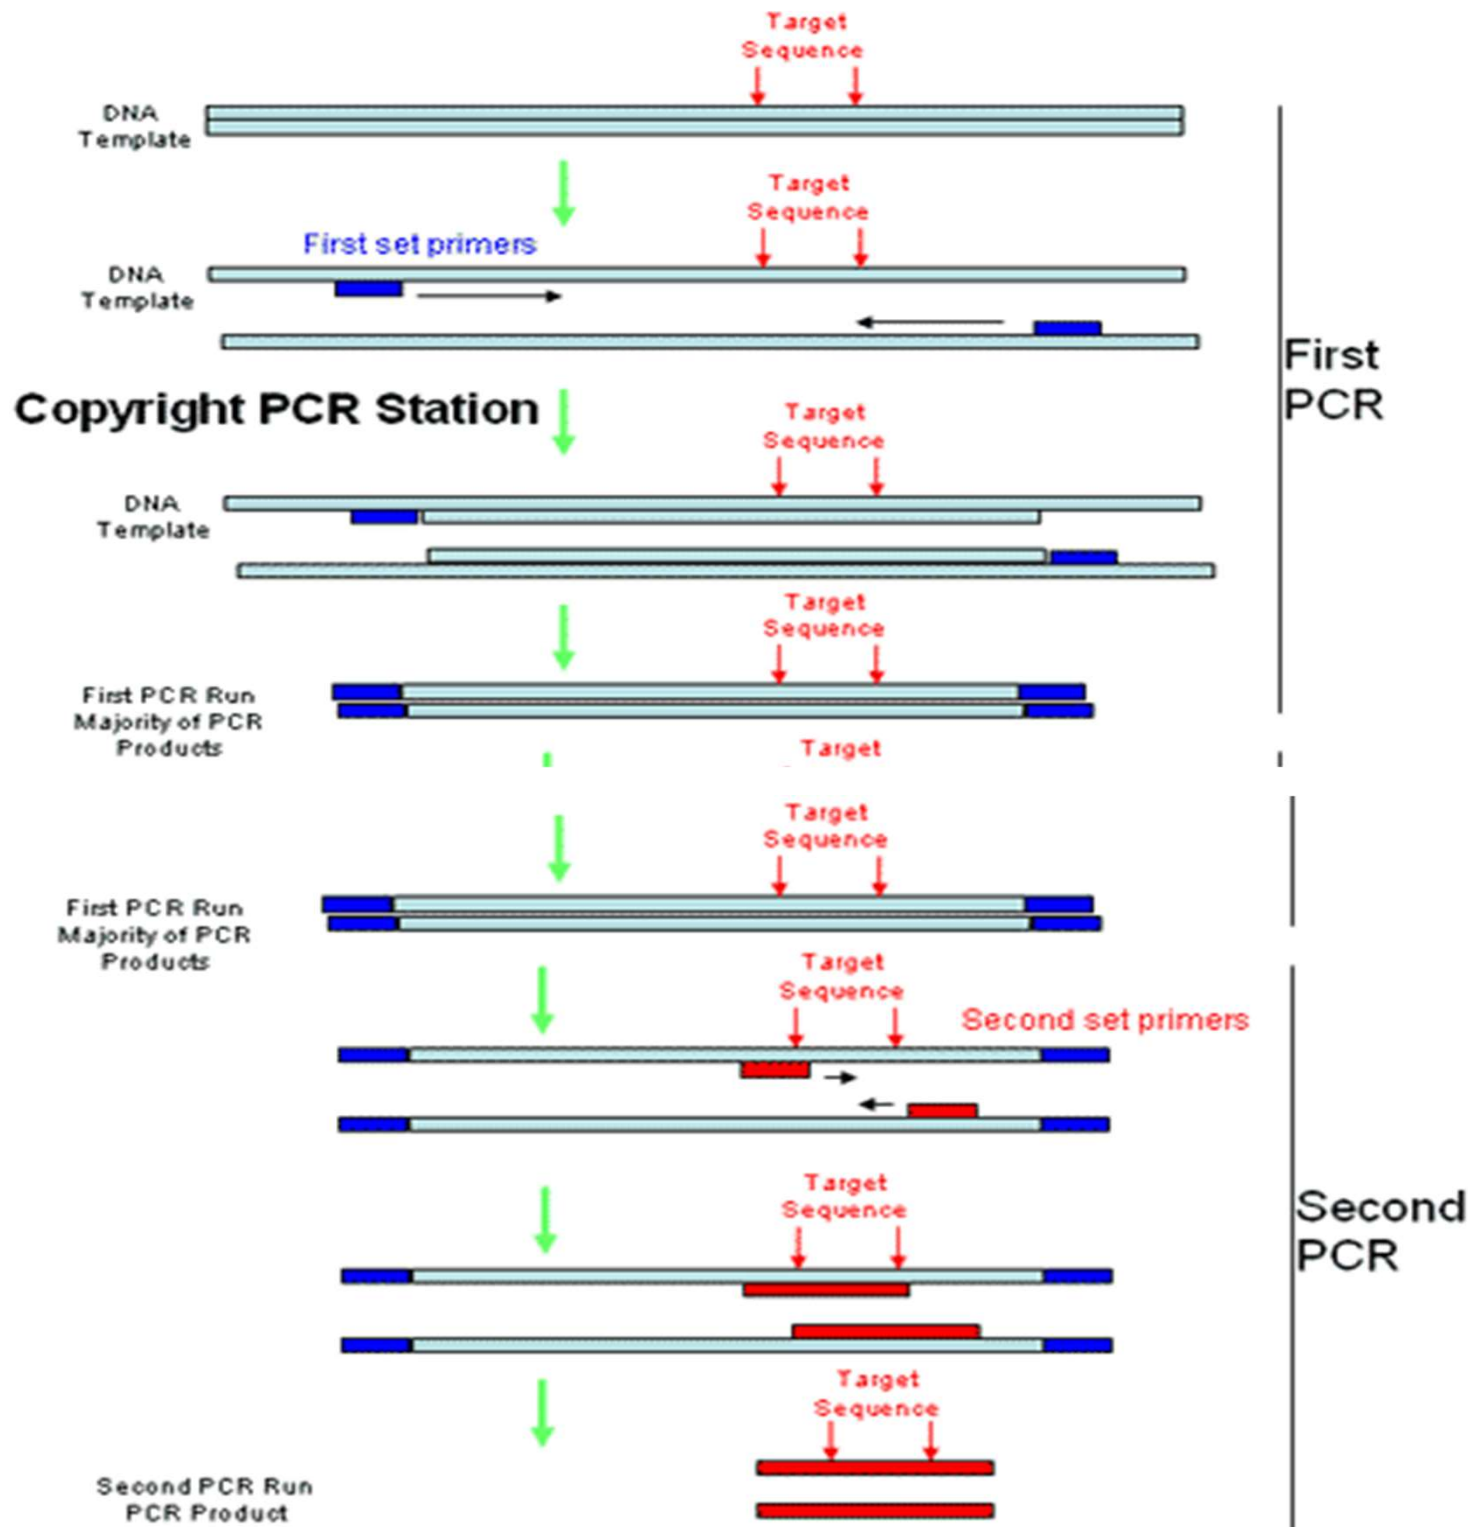 Target
Sequence
DNA
Template
Target
Sequence
First set primers
DNA
Template
First
PCR
Copyright PCR Station
Target
Sequence
DNA
Template
Target
Sequence
First PCR Run
Majority of PCR
Products
Target
Target
Sequence
First PCR Run
Majority of PCR
Products
Target
Sequence
Second set primers
Target
Sequence
Second
PCR
Target
Sequence
Second PCR Run
PCR Product